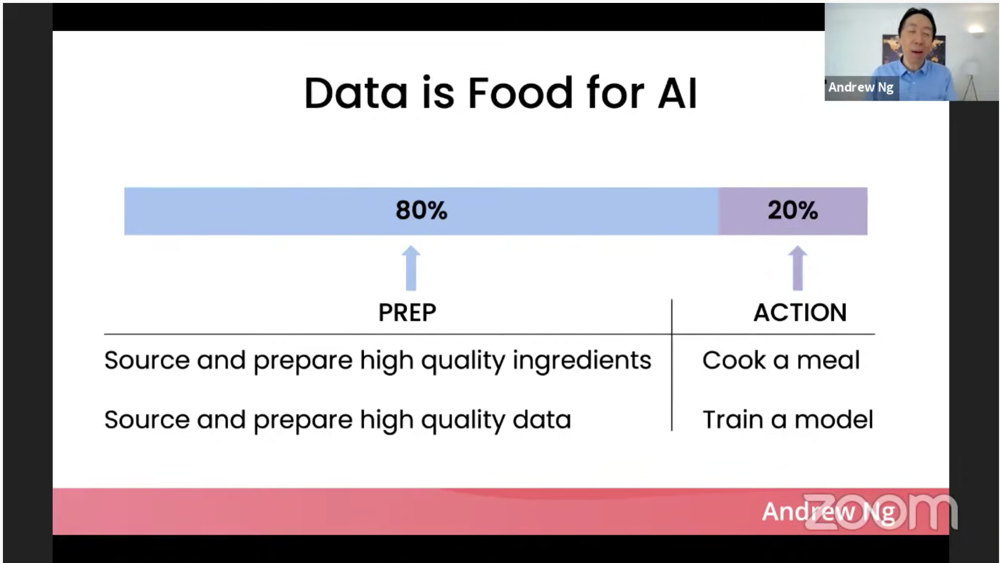 Andrew Ng
Data is Food for AI
80%
20%
PREP
ACTION
Source and prepare high quality ingredients
Cook a meal
Source and prepare high quality data
Train a model
Andrew Ng
zoom